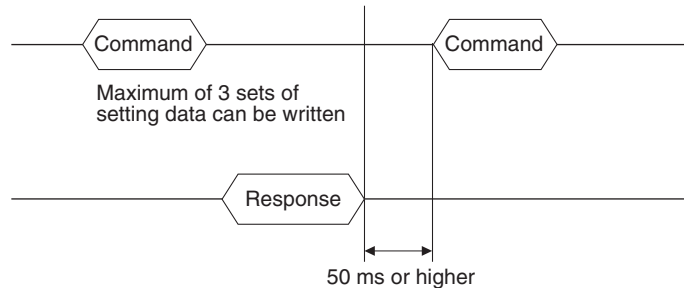 Command
Command
Maximum of 3 sets of
setting data can be written
Response
50 ms or higher